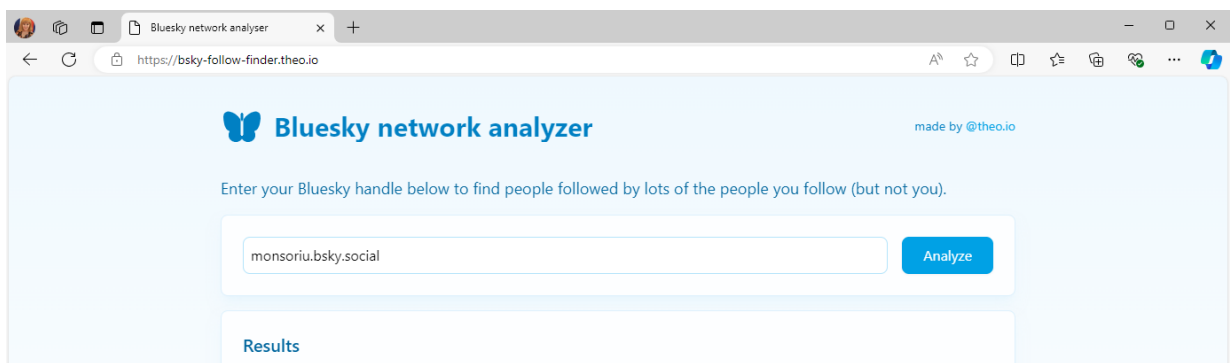 Bluesky network analyser
https://bsky-follow-finder.theo.io
Bluesky network analyzer
made by @theo.io
Enter your Bluesky handle below to find people followed by lots of the people you follow (but not you).
monsoriu.bsky.social
Analyze
Results